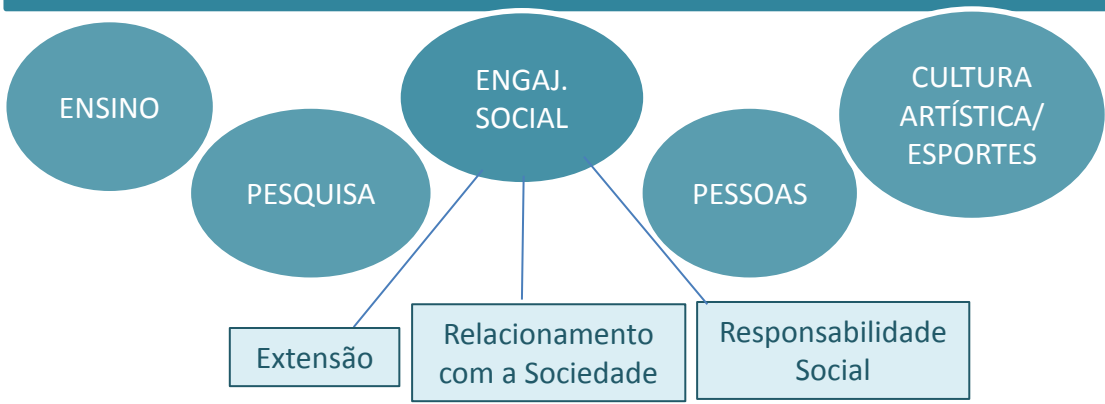 ENSINO
PESQUISA
ENGAJ.
SOCIAL
PESSOAS
CULTURA
ARTÍSTICA/
ESPORTES
Extensão
Relacionamento
com a Sociedade
Responsabilidade
Social